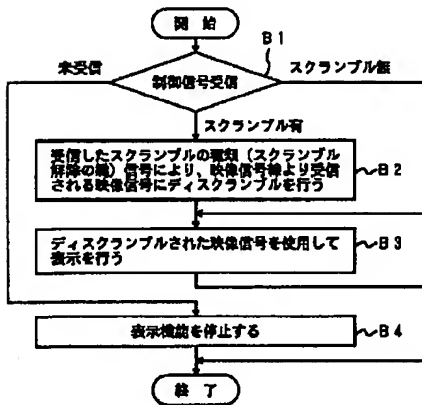 開始
B1
未受信
制御信号受信
スクランブル無
スクランブル有
受信したスクランブルの種類(スクランブル
解除の鍵)信号により、映像信号線より受信
される映像信号にディスクランブルを行う
B2
ディスクランブルされた映像信号を使用して
表示を行う
B3
表示機能を停止する
B4
終了